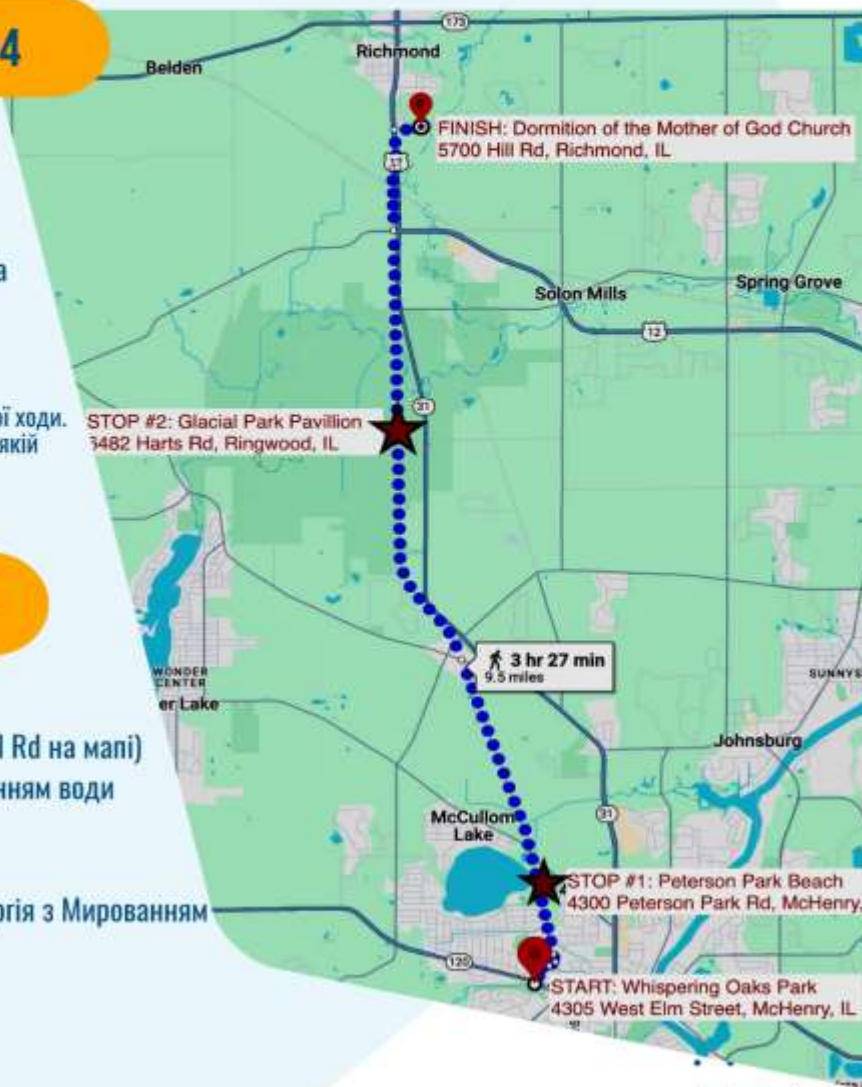 4
а
ої ходи.
якій
Rd на мапі)
нням води
ргія з Мированням
173
Richmond
Belden
FINISH: Dormition of the Mother of God Church
5700 Hill Rd, Richmond, IL
Solon Mills
Spring Grove
12
31
STOP #2: Glacial Park Pavillion
6482 Harts Rd, Ringwood, IL
3 hr 27 min
9.5 miles
WONDER
CENTER
er Lake
SUNNYS
Johnsburg
McCullom
Lake
31
STOP #1: Peterson Park Beach
4300 Peterson Park Rd, McHenry,
120
START: Whispering Oaks Park
4305 West Elm Street, McHenry, IL